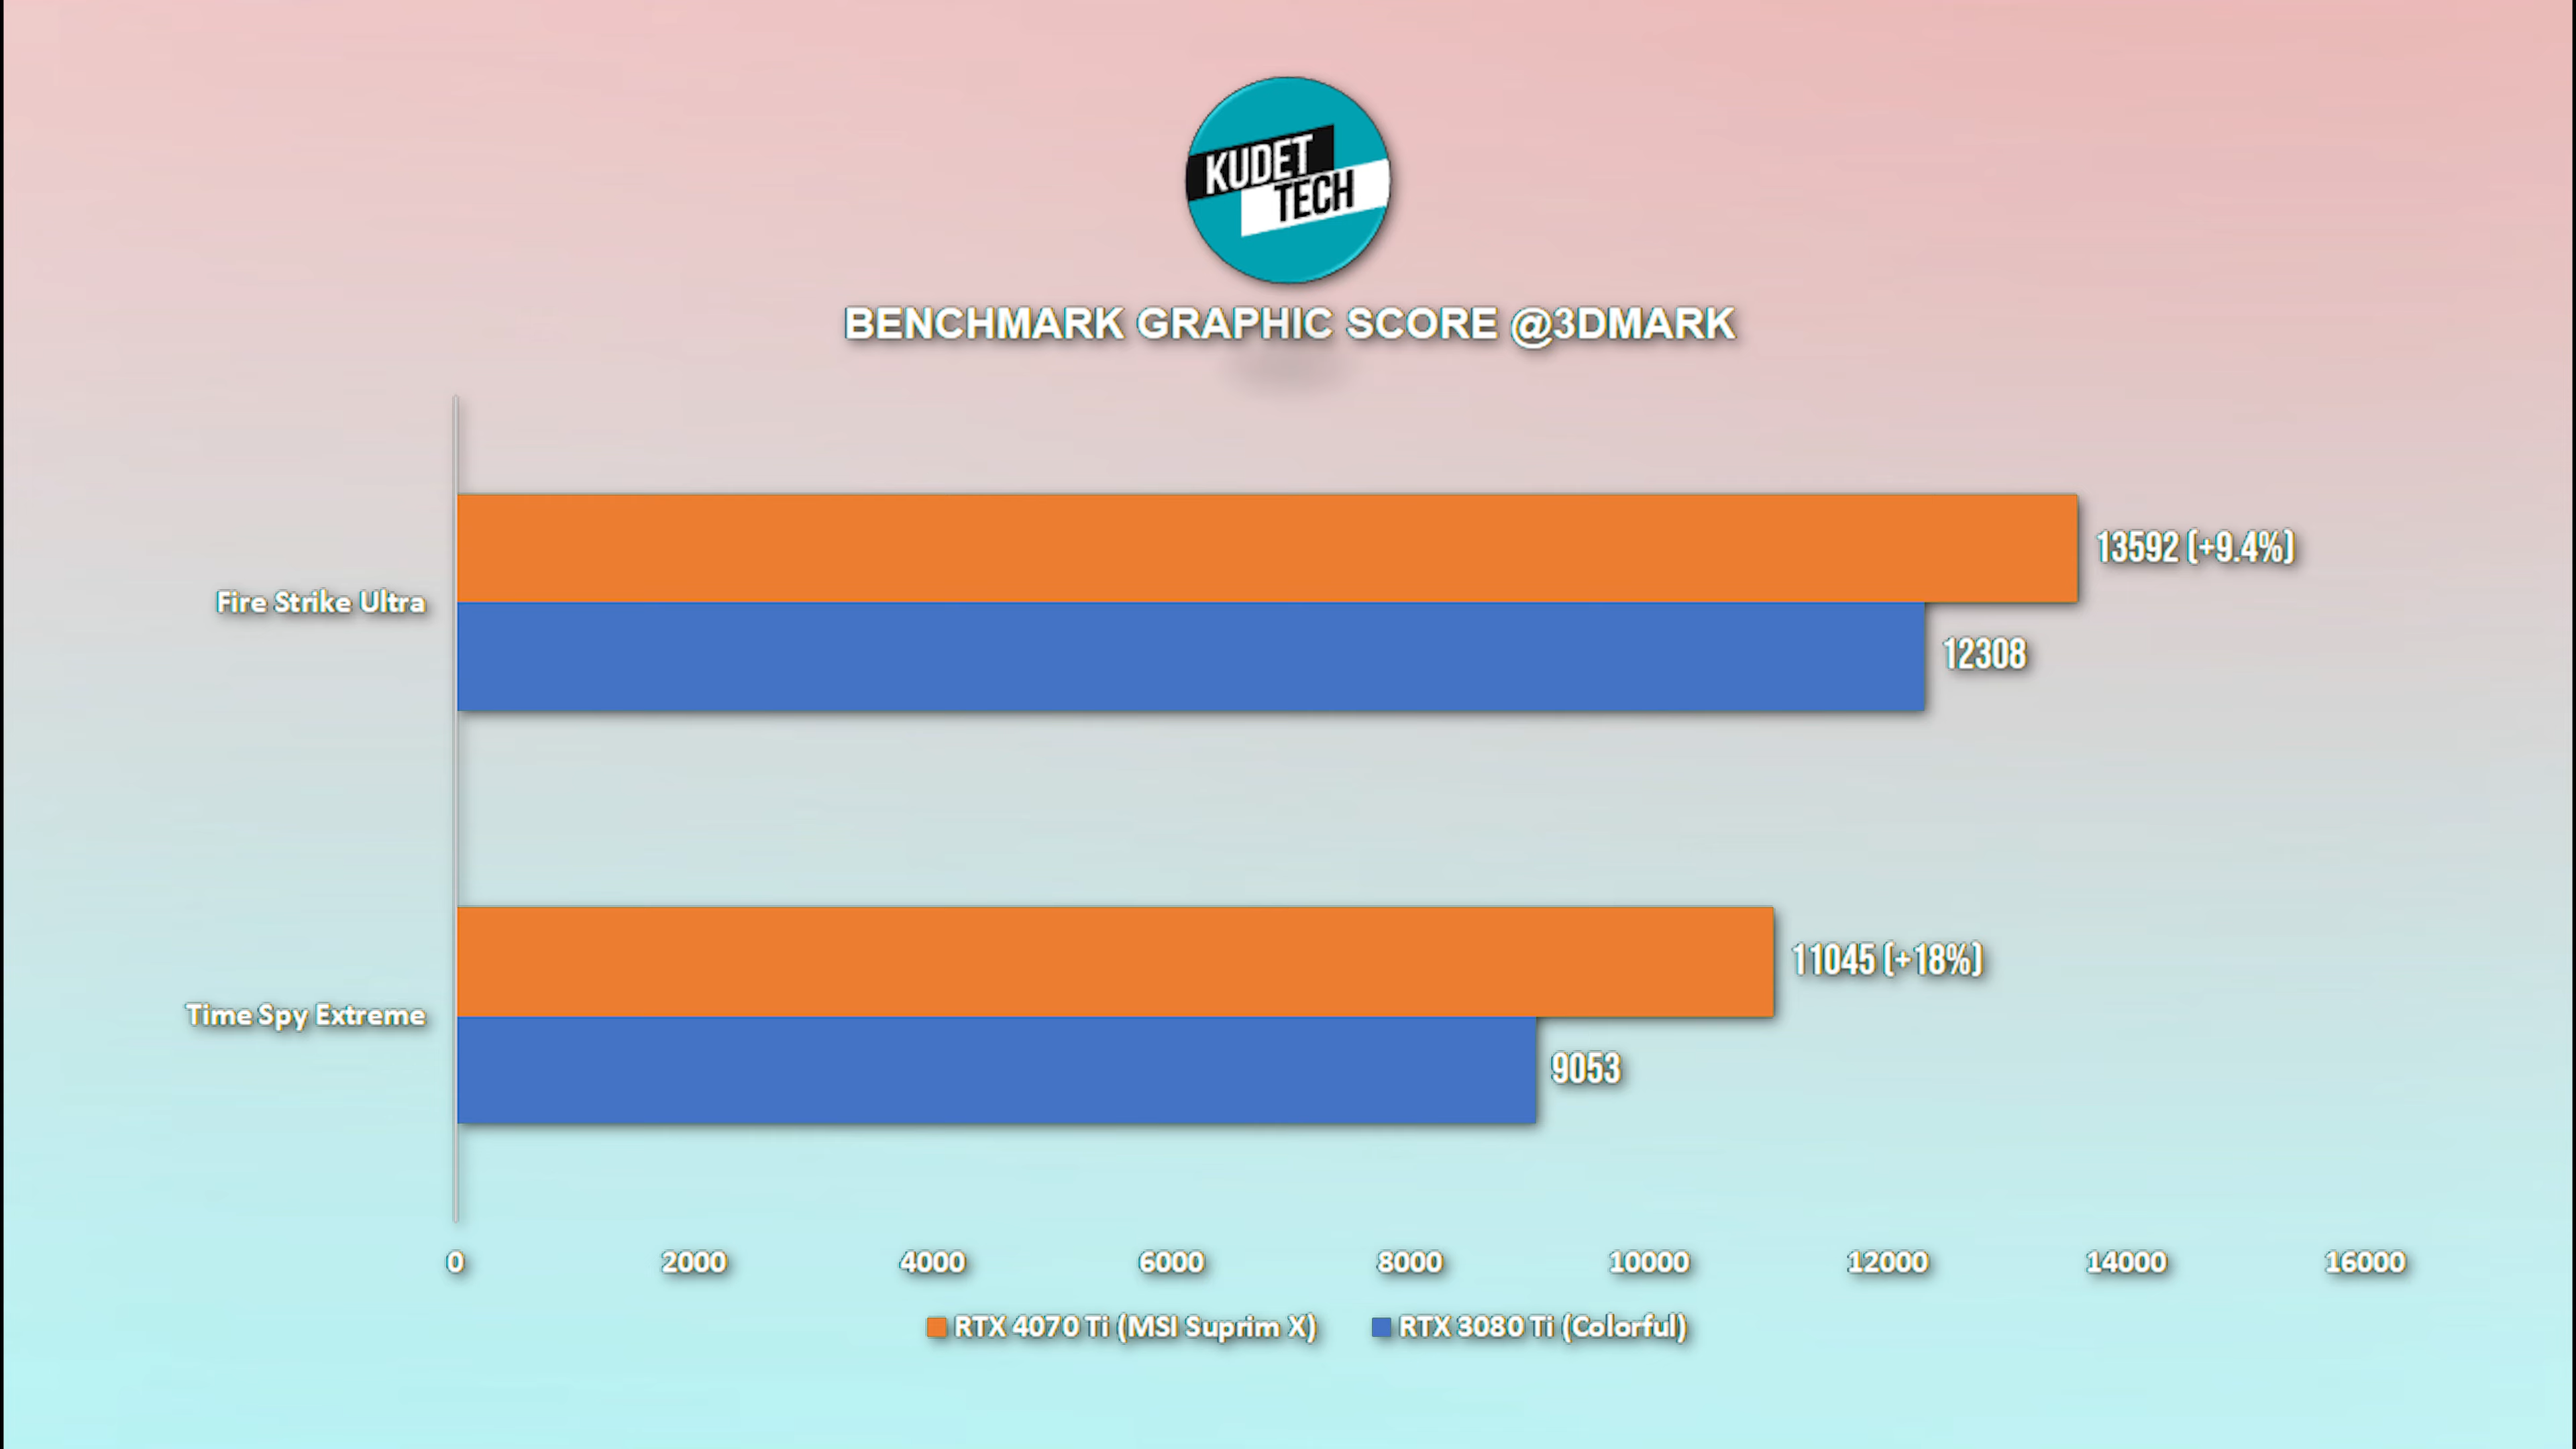 KUDET
TECH
BENCHMARK GRAPHIC SCORE @3DMARK
Fire Strike Ultra
13592 (+9.4%)
12308
Time Spy Extreme
11045 (+18%)
9053
0 2000 4000 6000 8000 10000 12000 14000 16000
RTX 4070 Ti (MSI Suprim X) RTX 3080 Ti (Colorful)